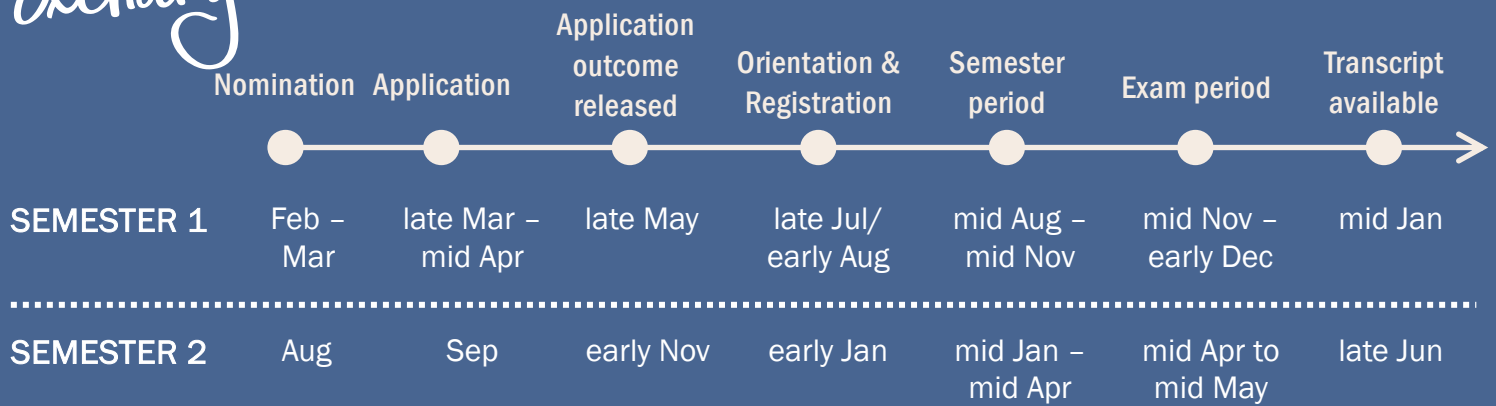 Nomination
Application
Application
outcome
released
Orientation &
Registration
Semester
period
Exam period
Transcript
available
SEMESTER 1
Feb –
Mar
late Mar –
mid Apr
late May
late Jul/
early Aug
mid Aug –
mid Nov
mid Nov –
early Dec
mid Jan
SEMESTER 2
Aug
Sep
early Nov
early Jan
mid Jan –
mid Apr
mid Apr to
mid May
late Jun